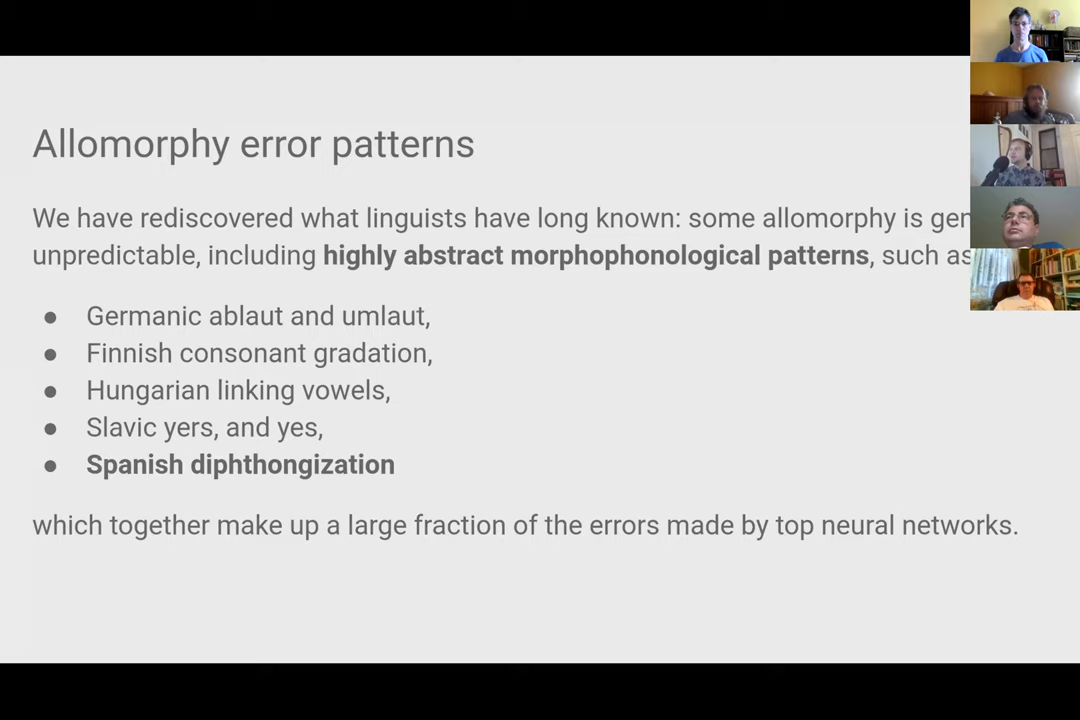 Allomorphy error patterns
We have rediscovered what linguists have long known: some allomorphy is
unpredictable, including highly abstract morphophonological patterns, such as
● Germanic ablaut and umlaut,
● Finnish consonant gradation,
● Hungarian linking vowels,
● Slavic yers, and yes,
● Spanish diphthongization
which together make up a large fraction of the errors made by top neural networks.